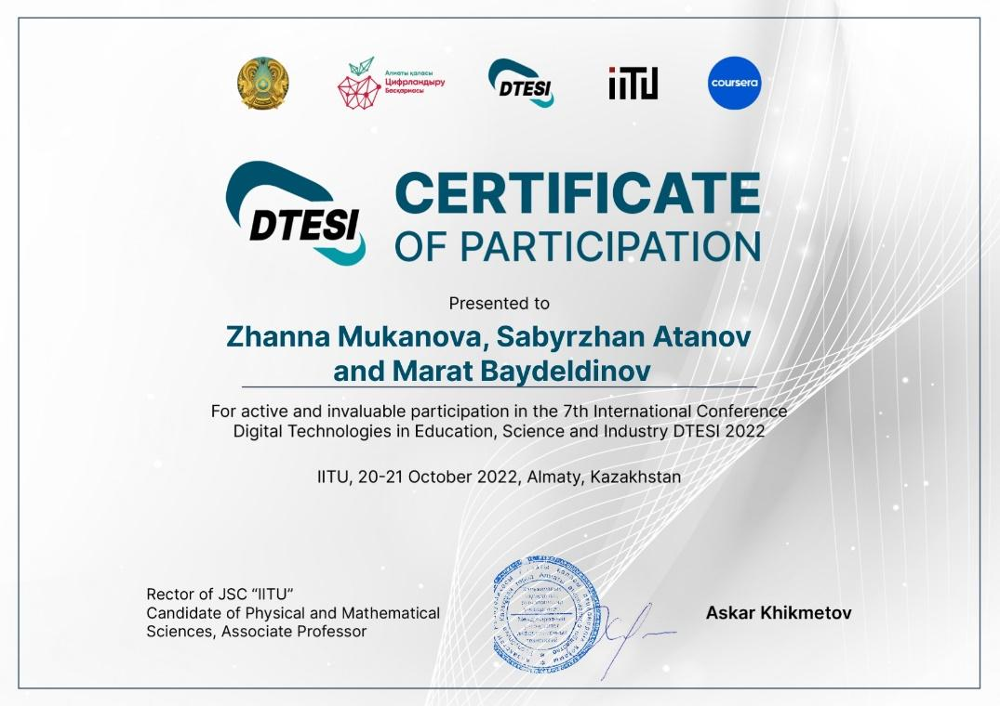 Алматы қаласы
Цифрландыру
Басқармасы
DTESI
iITU
coursera
DTESI
CERTIFICATE
OF PARTICIPATION
Presented to
Zhanna Mukanova, Sabyrzhan Atanov
and Marat Baydeldinov
For active and invaluable participation in the 7th International Conference
Digital Technologies in Education, Science and Industry DTESI 2022
IITU, 20-21 October 2022, Almaty, Kazakhstan
Rector of JSC “IITU”
Candidate of Physical and Mathematical
Sciences, Associate Professor
Askar Khikmetov